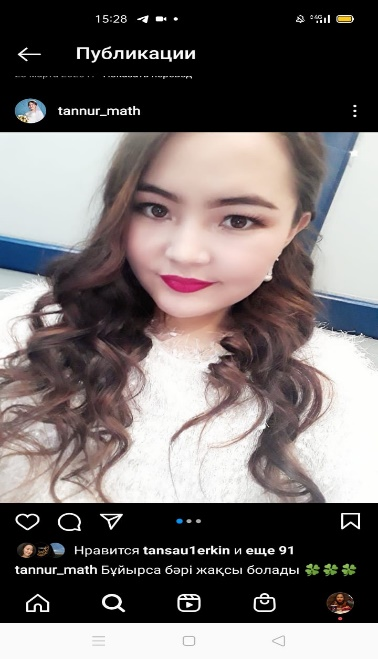 15:28
Публикации
tannur_math
Нравится tansau1erkin и еще 91
tannur_math Бұйырса бәрі жақсы болады 🍀🍀🍀